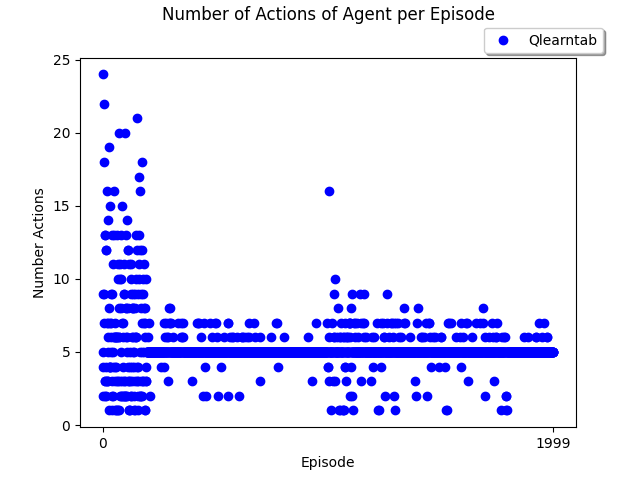 Number of Actions of Agent per Episode
Qlearntab
25
20
15
10
5
0
Number Actions
0
1999
Episode